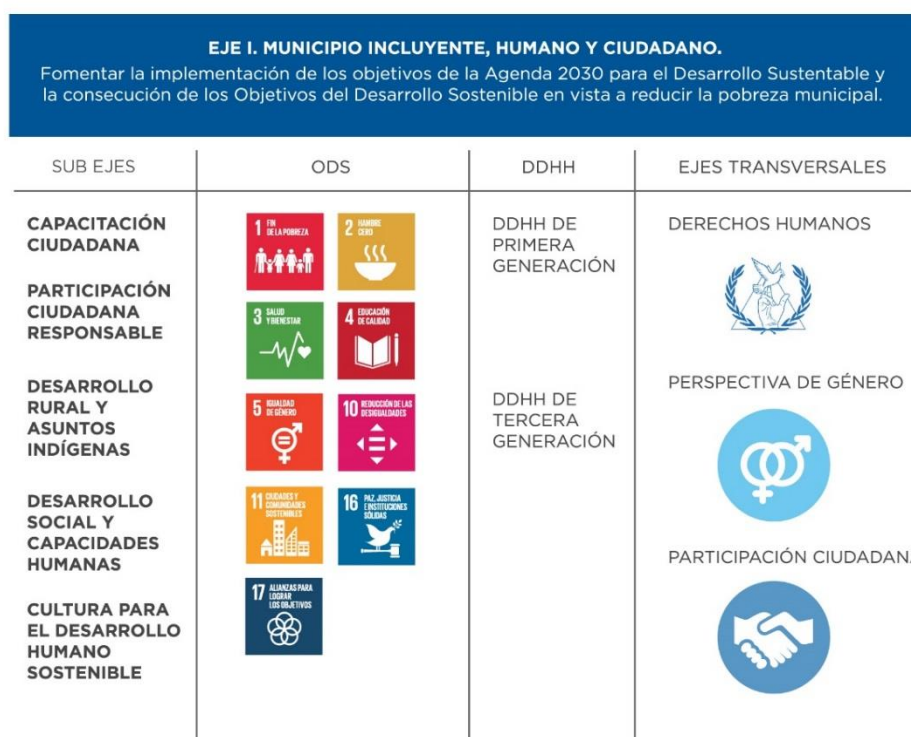 EJE I. MUNICIPIO INCLUYENTE, HUMANO Y CIUDADANO.
Fomentar la implementación de los objetivos de la Agenda 2030 para el Desarrollo Sustentable y
la consecución de los Objetivos del Desarrollo Sostenible en vista a reducir la pobreza municipal.
SUB EJES
ODS
DDHH
EJES TRANSVERSALES
CAPACITACIÓN
CIUDADANA
PARTICIPACIÓN
CIUDADANA
RESPONSABLE
DESARROLLO
RURAL Y
ASUNTOS
INDÍGENAS
DESARROLLO
SOCIAL Y
CAPACIDADES
HUMANAS
CULTURA PARA
EL DESARROLLO
HUMANO
SOSTENIBLE
1 FIN
DE LA POBREZA
2 HAMBRE
CERO
3 SALUD
Y BIENESTAR
4 EDUCACIÓN
DE CALIDAD
5 IGUALDAD
DE GÉNERO
10 REDUCCIÓN DE LAS
DESIGUALDADES
11 CIUDADES Y
COMUNIDADES
SOSTENIBLES
16 PAZ, JUSTICIA
E INSTITUCIONES
SÓLIDAS
17 ALIANZAS PARA
LOGRAR
LOS OBJETIVOS
DDHH DE
PRIMERA
GENERACIÓN
DDHH DE
TERCERA
GENERACIÓN
DERECHOS HUMANOS
PERSPECTIVA DE GÉNERO
PARTICIPACIÓN CIUDADAN